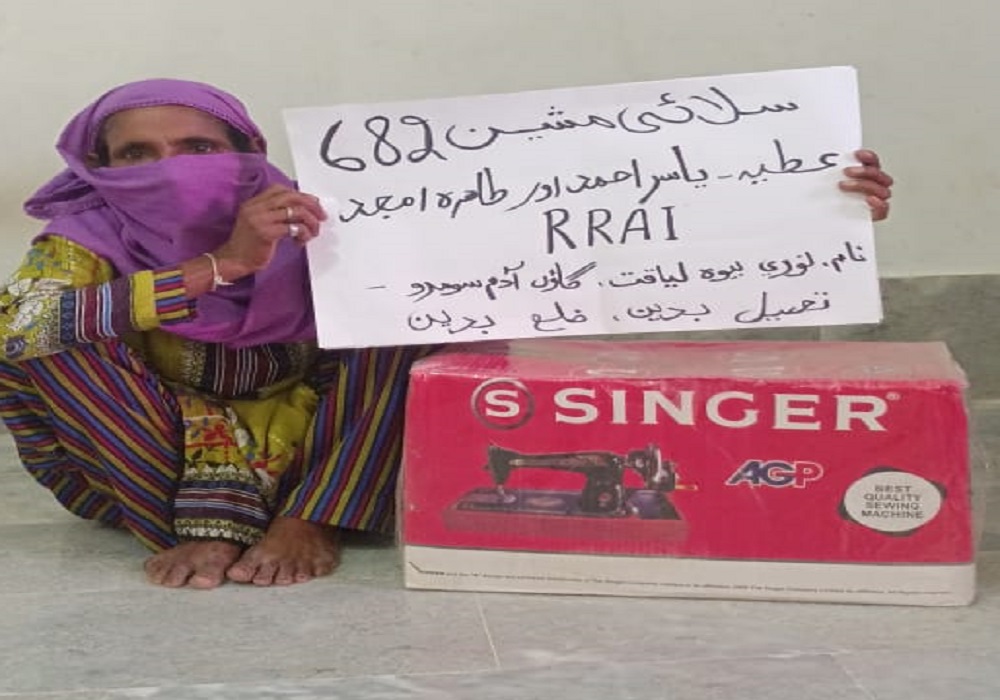 سلائی مشین 682
عطیہ - یاسر احمد اور طاہرہ امجد
RRAI
نام، نوري بیوہ لیاقت، گاؤں آدم سومرو -
تحصیل بدین، ضلع بدین
S SINGER®
AGP
BEST
QUALITY
SEWING
MACHINE